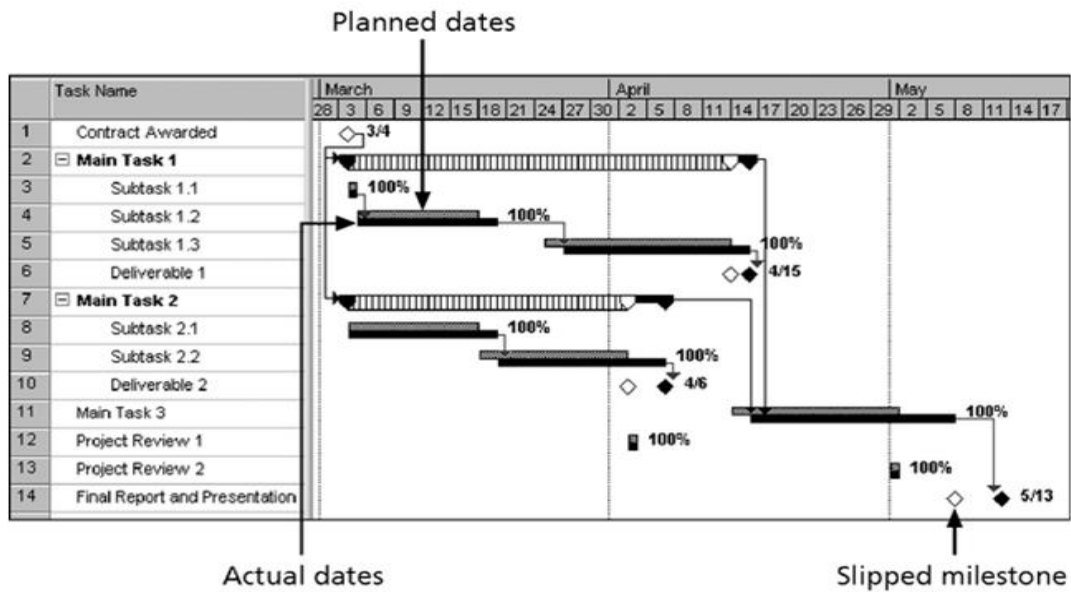 Planned dates
Task Name March April May
28 3 6 9 12 15 18 21 24 27 30 2 5 8 11 14 17 20 23 26 29 2 5 8 11 14 17
1 Contract Awarded 3/4
2 Main Task 1
3 Subtask 1.1 100%
4 Subtask 1.2 100%
5 Subtask 1.3 100%
6 Deliverable 1 4/15
7 Main Task 2
8 Subtask 2.1 100%
9 Subtask 2.2 100%
10 Deliverable 2 4/6
11 Main Task 3 100%
12 Project Review 1 100%
13 Project Review 2 100%
14 Final Report and Presentation 5/13
Actual dates Slipped milestone